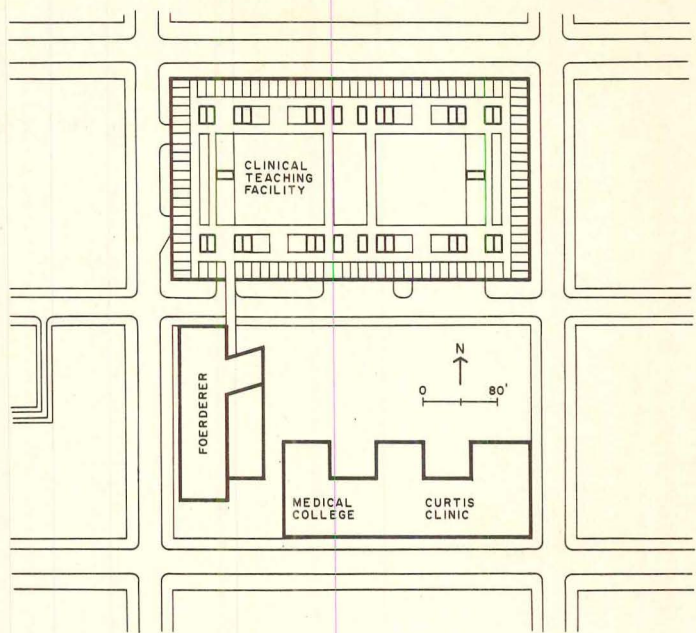 CLINICAL
TEACHING
FACILITY
N
0 80'
FOERDERER
MEDICAL
COLLEGE
CURTIS
CLINIC